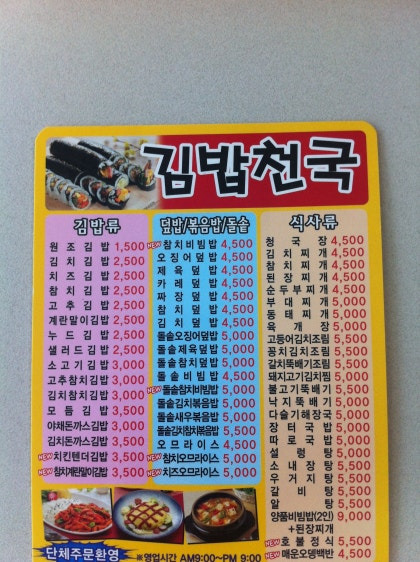 김밥천국
김밥류
원조김밥 1,500
김치김밥 2,500
치즈김밥 2,500
참치김밥 2,500
고추김밥 2,500
계란말이김밥 2,500
누드김밥 2,500
샐러드김밥 2,500
소고기김밥 3,000
고추참치김밥 3,000
김치참치김밥 3,000
모듬김밥 3,500
야채돈까스김밥 3,000
김치돈까스김밥 3,500
NEW 치킨텐더김밥 3,500
NEW 참치계란말이김밥 3,500
덮밥/볶음밥/돌솥
NEW 참치비빔밥 4,500
오징어덮밥 4,500
제육덮밥 4,500
카레덮밥 4,500
짜장덮밥 4,500
참치덮밥 4,500
김치덮밥 4,500
돌솥오징어덮밥 5,000
돌솥제육덮밥 5,000
돌솥참치덮밥 5,000
돌솥비빔밥 4,500
NEW 돌솥참치비빔밥 5,000
돌솥김치볶음밥 5,000
돌솥새우볶음밥 5,000
돌솥김치참치볶음밥 5,500
오므라이스 4,500
NEW 참치오므라이스 5,000
NEW 치즈오므라이스 5,000
식사류
청국장 4,500
김치찌개 4,500
참치찌개 4,500
된장찌개 4,500
순두부찌개 4,500
부대찌개 5,000
동태찌개 5,000
육개장 5,000
고등어김치조림 5,500
꽁치김치조림 5,500
갈치뚝배기조림 5,500
돼지고기김치찜 5,500
불고기뚝배기 5,000
낙지뚝배기 5,000
다슬기해장국 5,000
장터국밥 5,000
따로국밥 5,000
설렁탕 5,000
소내장탕 5,500
우거지탕 5,500
갈비탕 5,500
알탕 5,500
양품비빔밥(2인) 9,000
+된장찌개
NEW 호불정식 5,500
NEW 매운오뎅백반 4,500
단체주문환영
※영업시간 AM9:00~PM 9:00